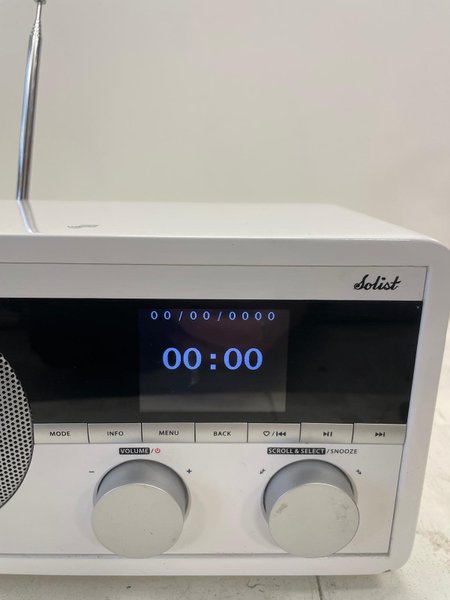 Solist
00/00/0000
00:00
MODE INFO MENU BACK ♡/⏮ ⏯ ⏭
VOLUME/⏻ SCROLL & SELECT/SNOOZE
− +